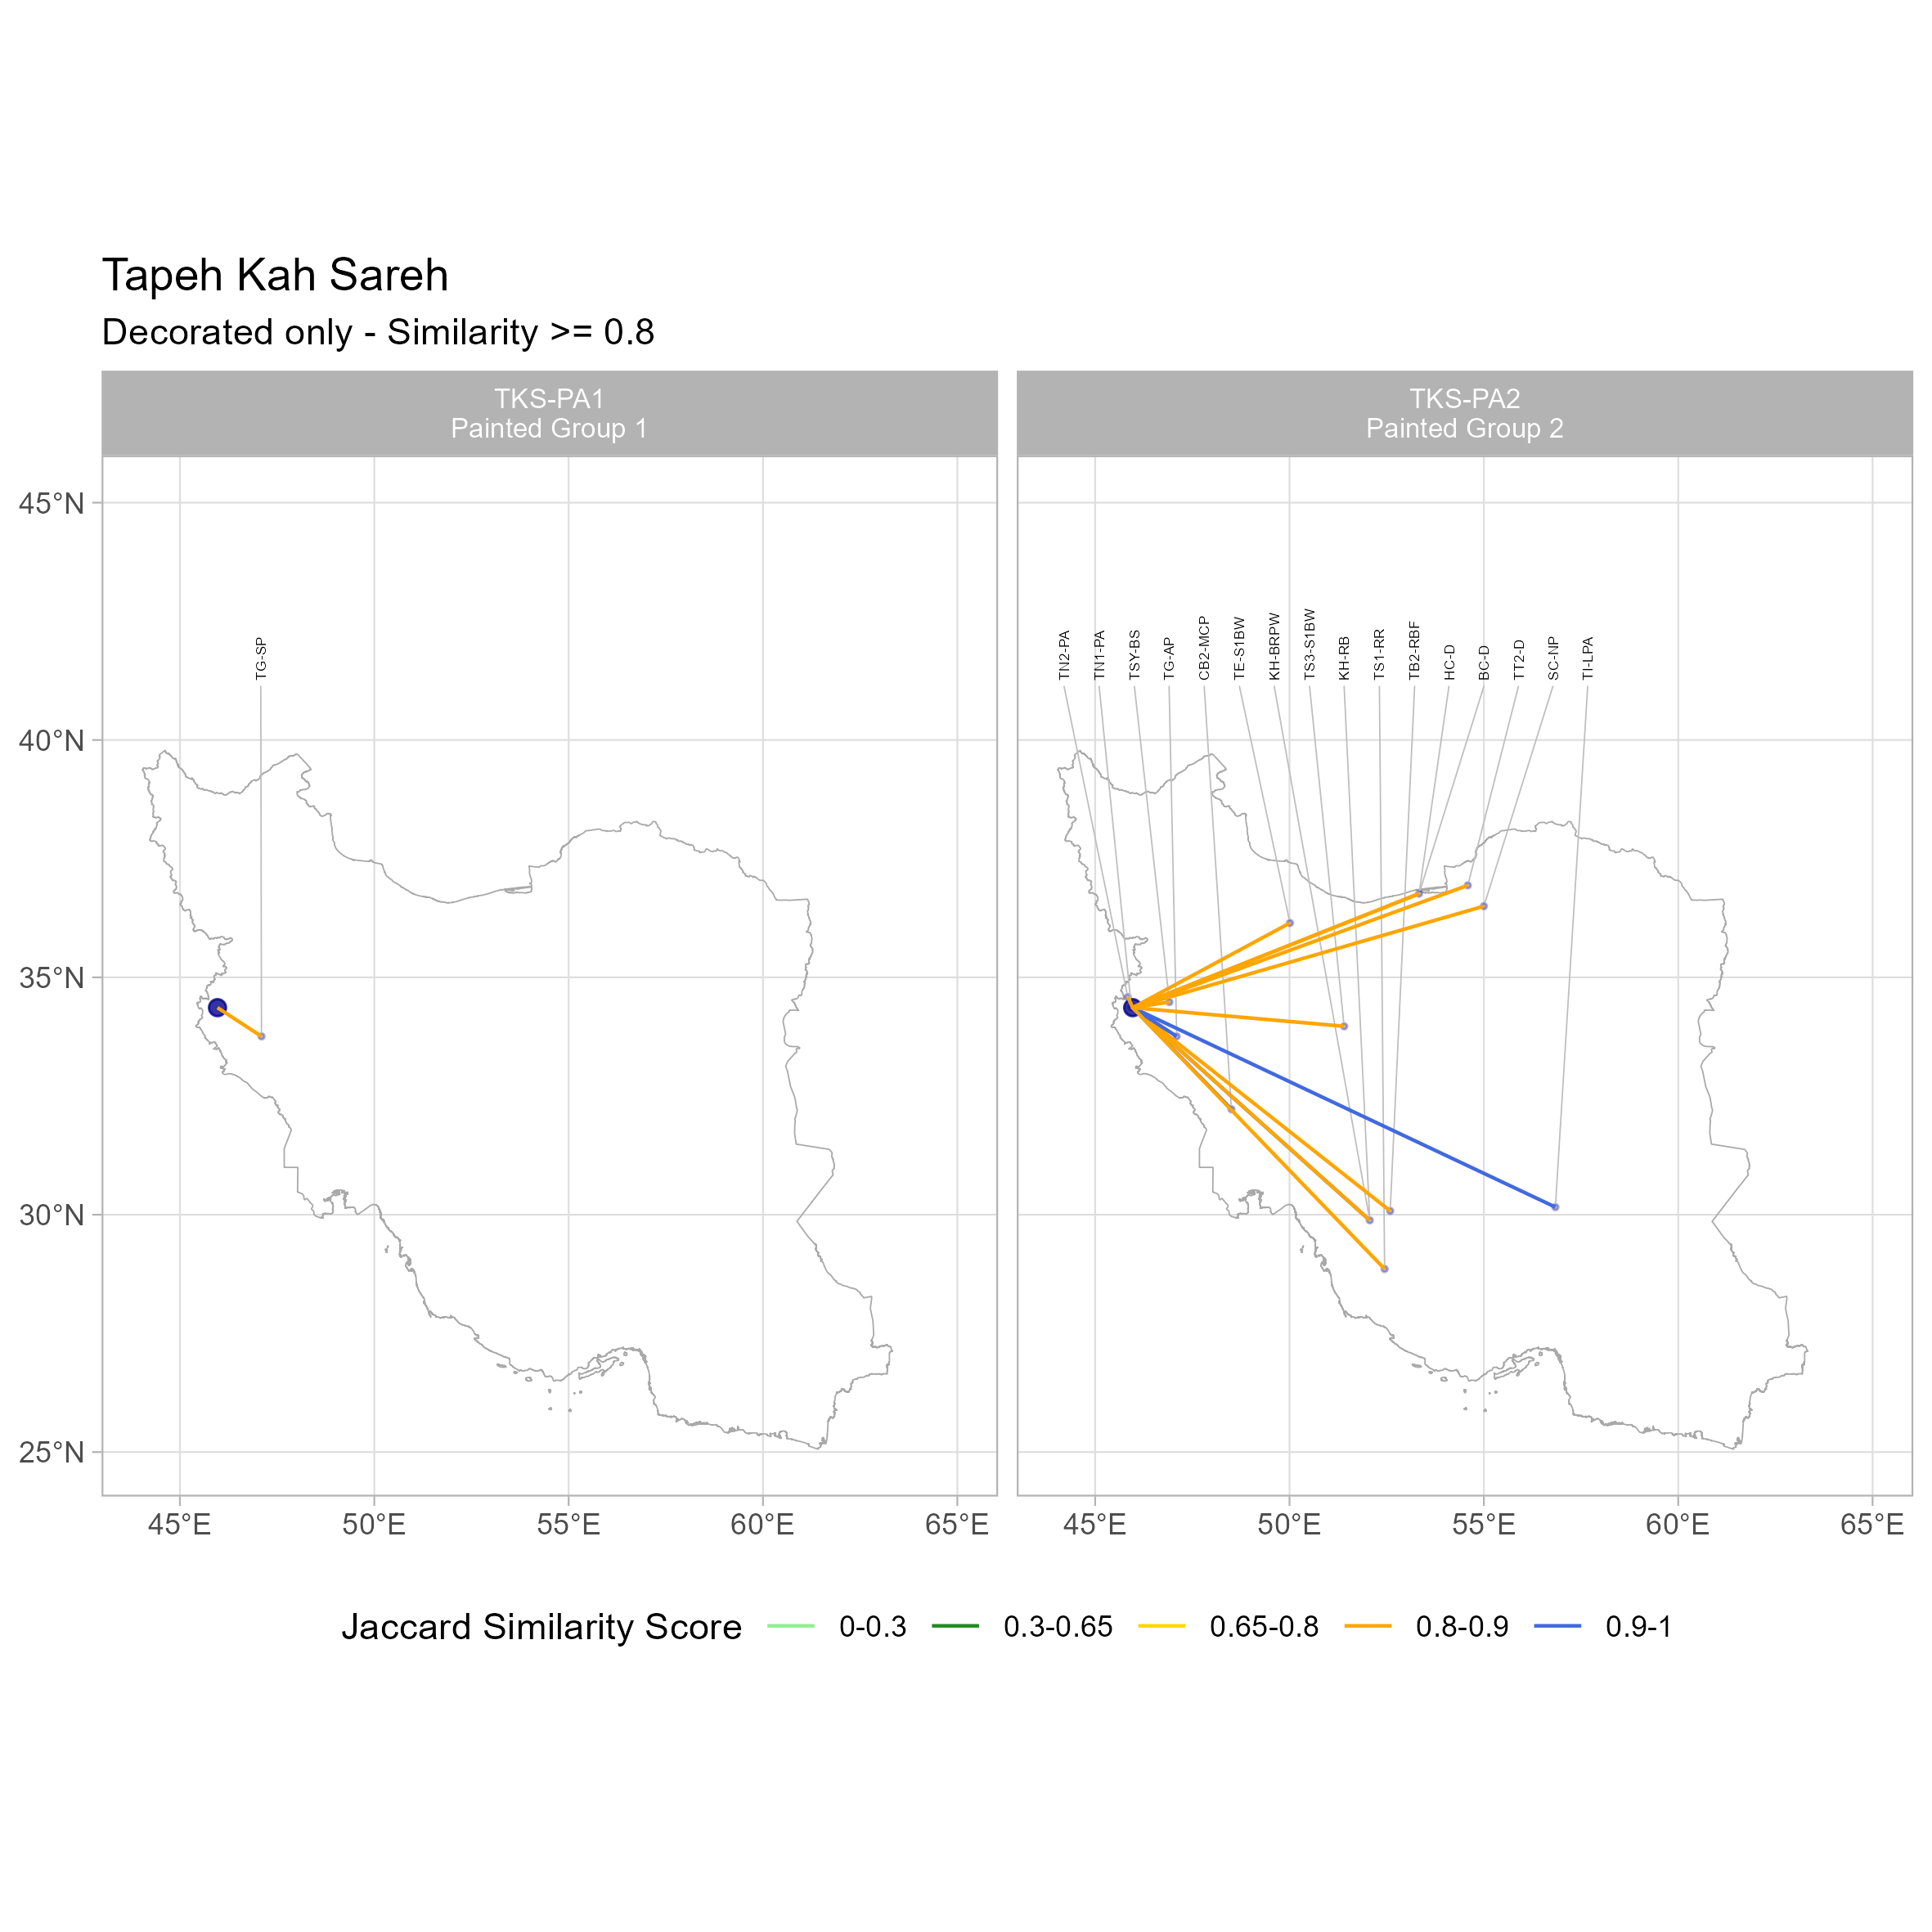 Tapeh Kah Sareh
Decorated only - Similarity >= 0.8
TKS-PA1
Painted Group 1
TKS-PA2
Painted Group 2
45°N
40°N
35°N
30°N
25°N
TG-SP
TN2-PA
TN1-PA
TSY-BS
TG-AP
CB2-MCP
TE-S1BW
KH-BRPW
TS3-S1BW
KH-RB
TS1-RR
TB2-RBF
HC-D
BC-D
TT2-D
SC-NP
TI-LPA
45°E 50°E 55°E 60°E 65°E
45°E 50°E 55°E 60°E 65°E
Jaccard Similarity Score 0-0.3 0.3-0.65 0.65-0.8 0.8-0.9 0.9-1